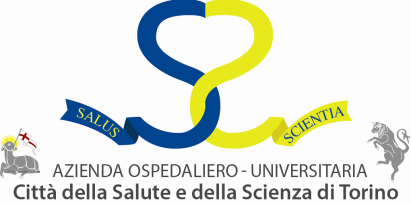 SALUS
SCIENTIA
AZIENDA OSPEDALIERO - UNIVERSITARIA
Città della Salute e della Scienza di Torino